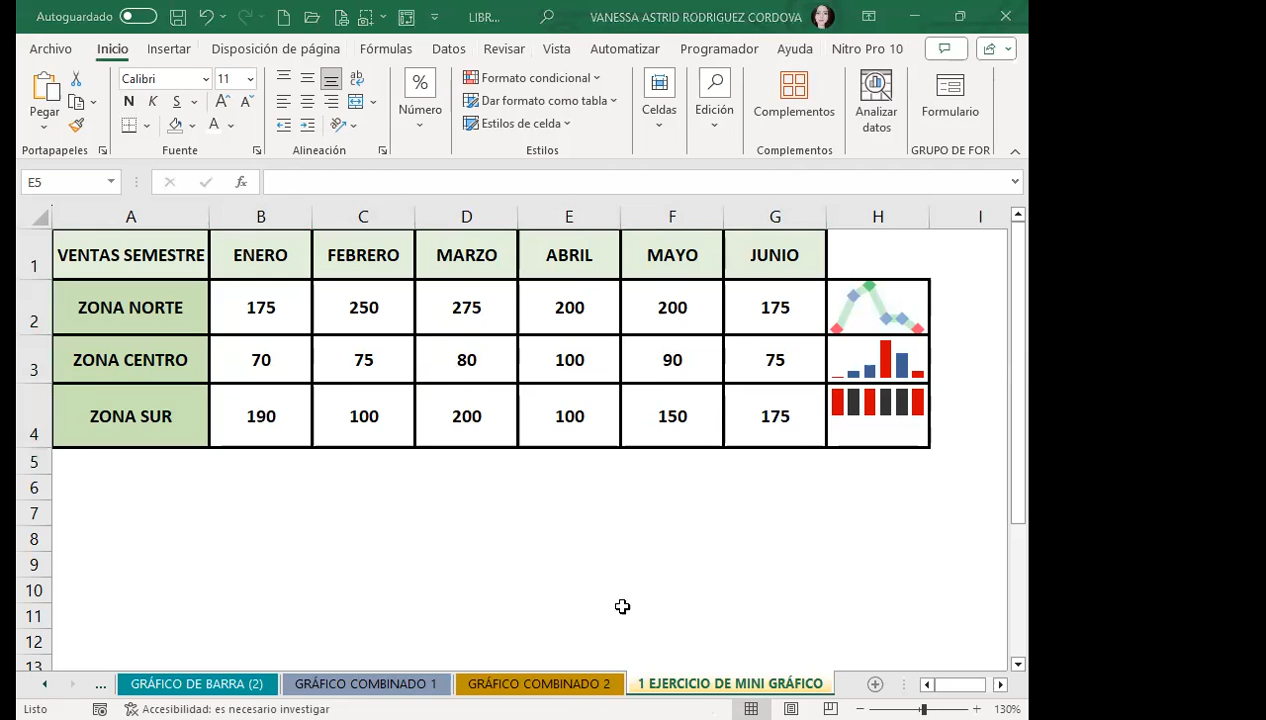 Autoguardado LIBR... VANESSA ASTRID RODRIGUEZ CORDOVA
Archivo Inicio Insertar Disposición de página Fórmulas Datos Revisar Vista Automatizar Programador Ayuda Nitro Pro 10
Pegar
Portapapeles
Calibri 11
N K S
Fuente
Alineación
% Número
Formato condicional
Dar formato como tabla
Estilos de celda
Estilos
Celdas
Edición
Complementos
Complementos
Analizar datos
Formulario
GRUPO DE FOR
E5 fx
A B C D E F G H I
1 VENTAS SEMESTRE ENERO FEBRERO MARZO ABRIL MAYO JUNIO
2 ZONA NORTE 175 250 275 200 200 175
3 ZONA CENTRO 70 75 80 100 90 75
4 ZONA SUR 190 100 200 100 150 175
5
6
7
8
9
10
11
12
13
... GRÁFICO DE BARRA (2) GRÁFICO COMBINADO 1 GRÁFICO COMBINADO 2 1 EJERCICIO DE MINI GRÁFICO
Listo Accesibilidad: es necesario investigar 130%